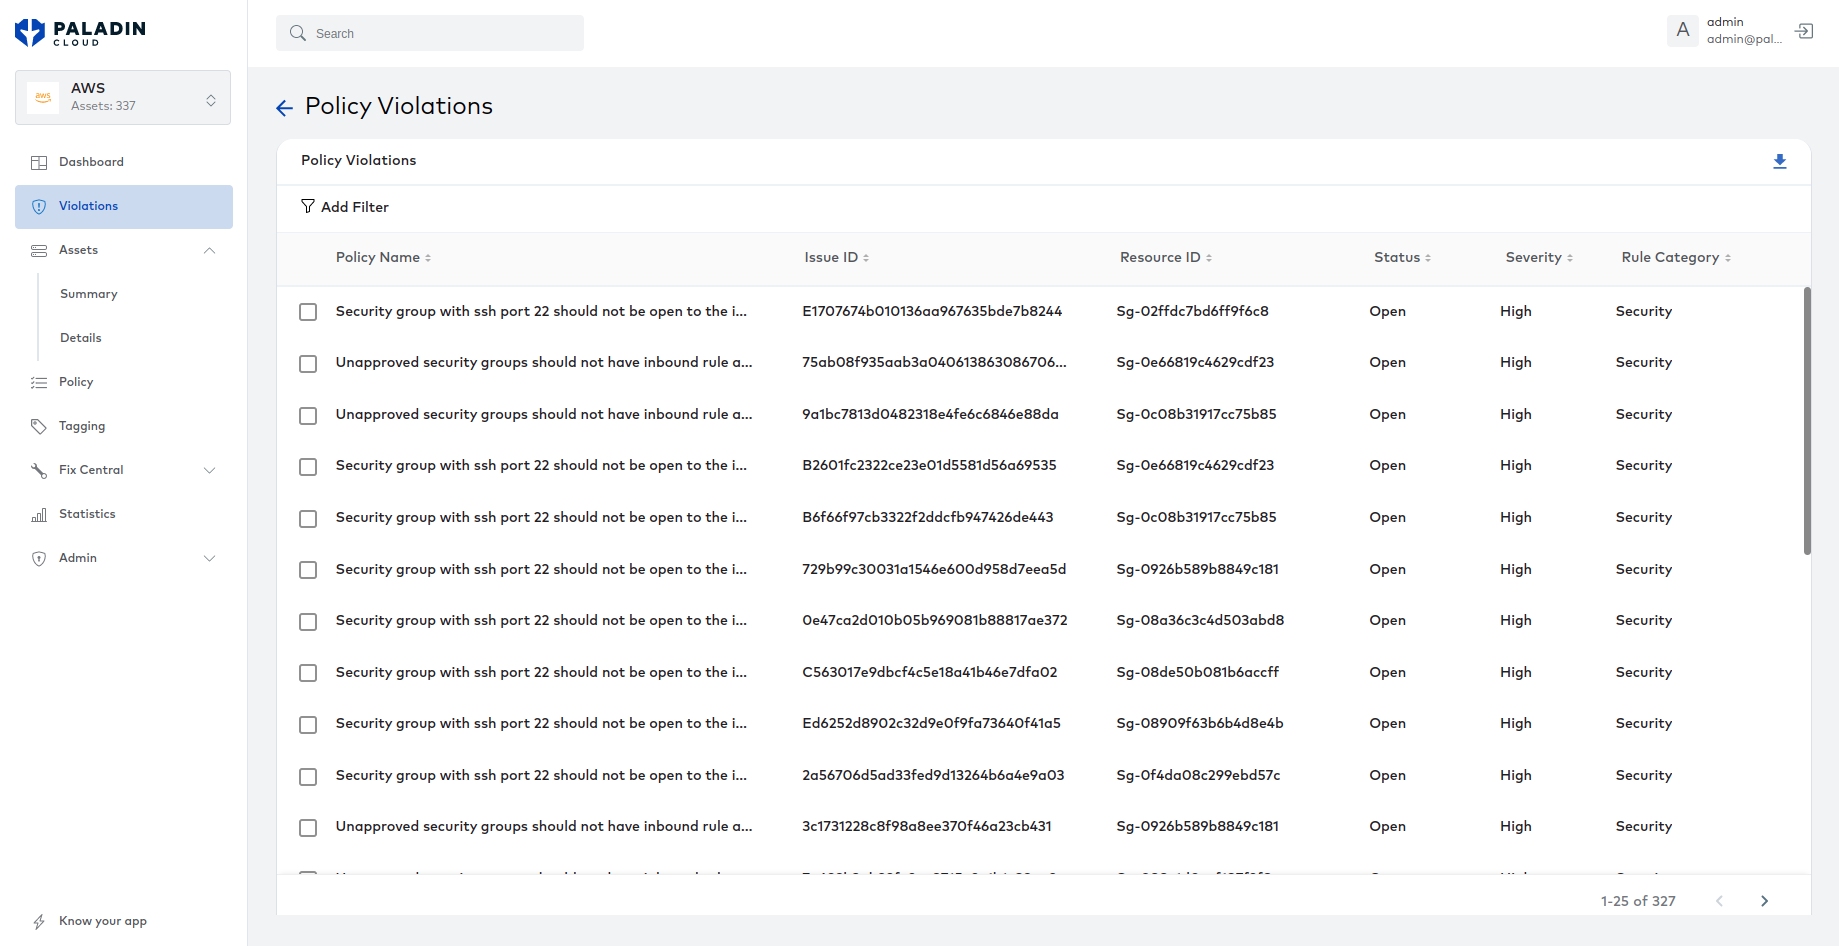 PALADIN
CLOUD
Search
A
admin
admin@pal...
aws
AWS
Assets: 337
Dashboard
Violations
Assets
Summary
Details
Policy
Tagging
Fix Central
Statistics
Admin
Know your app
Policy Violations
Policy Violations
Add Filter
Policy Name Issue ID Resource ID Status Severity Rule Category
Security group with ssh port 22 should not be open to the i... E1707674b010136aa967635bde7b8244 Sg-02ffdc7bd6ff9f6c8 Open High Security
Unapproved security groups should not have inbound rule a... 75ab08f935aab3a040613863086706... Sg-0e66819c4629cdf23 Open High Security
Unapproved security groups should not have inbound rule a... 9a1bc7813d0482318e4fe6c6846e88da Sg-0c08b31917cc75b85 Open High Security
Security group with ssh port 22 should not be open to the i... B2601fc2322ce23e01d5581d56a69535 Sg-0e66819c4629cdf23 Open High Security
Security group with ssh port 22 should not be open to the i... B6f66f97cb3322f2ddcfb947426de443 Sg-0c08b31917cc75b85 Open High Security
Security group with ssh port 22 should not be open to the i... 729b99c30031a1546e600d958d7eea5d Sg-0926b589b8849c181 Open High Security
Security group with ssh port 22 should not be open to the i... 0e47ca2d010b05b969081b88817ae372 Sg-08a36c3c4d503abd8 Open High Security
Security group with ssh port 22 should not be open to the i... C563017e9dbcf4c5e18a41b46e7dfa02 Sg-08de50b081b6accff Open High Security
Security group with ssh port 22 should not be open to the i... Ed6252d8902c32d9e0f9fa73640f41a5 Sg-08909f63b6b4d8e4b Open High Security
Security group with ssh port 22 should not be open to the i... 2a56706d5ad33fed9d13264b6a4e9a03 Sg-0f4da08c299ebd57c Open High Security
Unapproved security groups should not have inbound rule a... 3c1731228c8f98a8ee370f46a23cb431 Sg-0926b589b8849c181 Open High Security
1-25 of 327